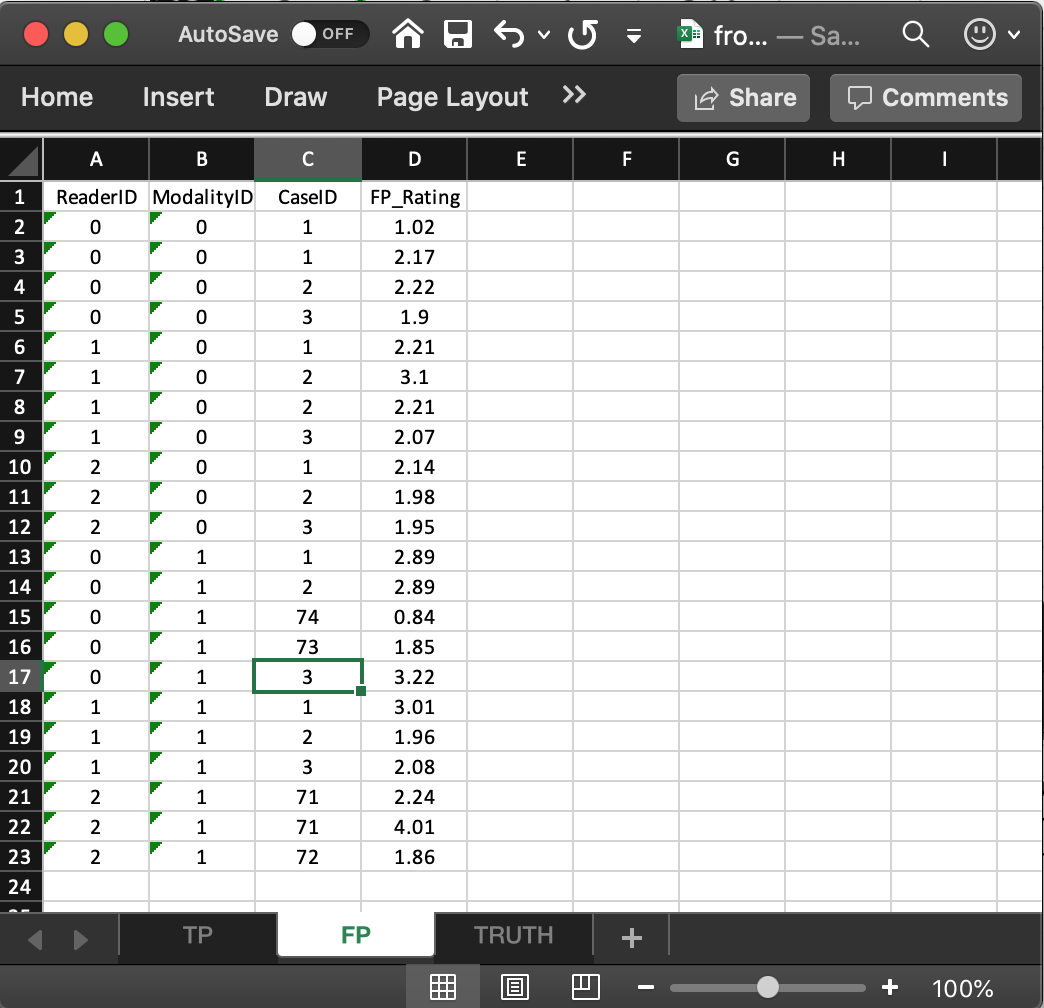 AutoSave OFF fro... — Sa...
Home Insert Draw Page Layout >> Share Comments
A B C D E F G H I
1 ReaderID ModalityID CaseID FP_Rating
2 0 0 1 1.02
3 0 0 1 2.17
4 0 0 2 2.22
5 0 0 3 1.9
6 1 0 1 2.21
7 1 0 2 3.1
8 1 0 2 2.21
9 1 0 3 2.07
10 2 0 1 2.14
11 2 0 2 1.98
12 2 0 3 1.95
13 0 1 1 2.89
14 0 1 2 2.89
15 0 1 74 0.84
16 0 1 73 1.85
17 0 1 3 3.22
18 1 1 1 3.01
19 1 1 2 1.96
20 1 1 3 2.08
21 2 1 71 2.24
22 2 1 71 4.01
23 2 1 72 1.86
24
TP FP TRUTH +
− + 100%